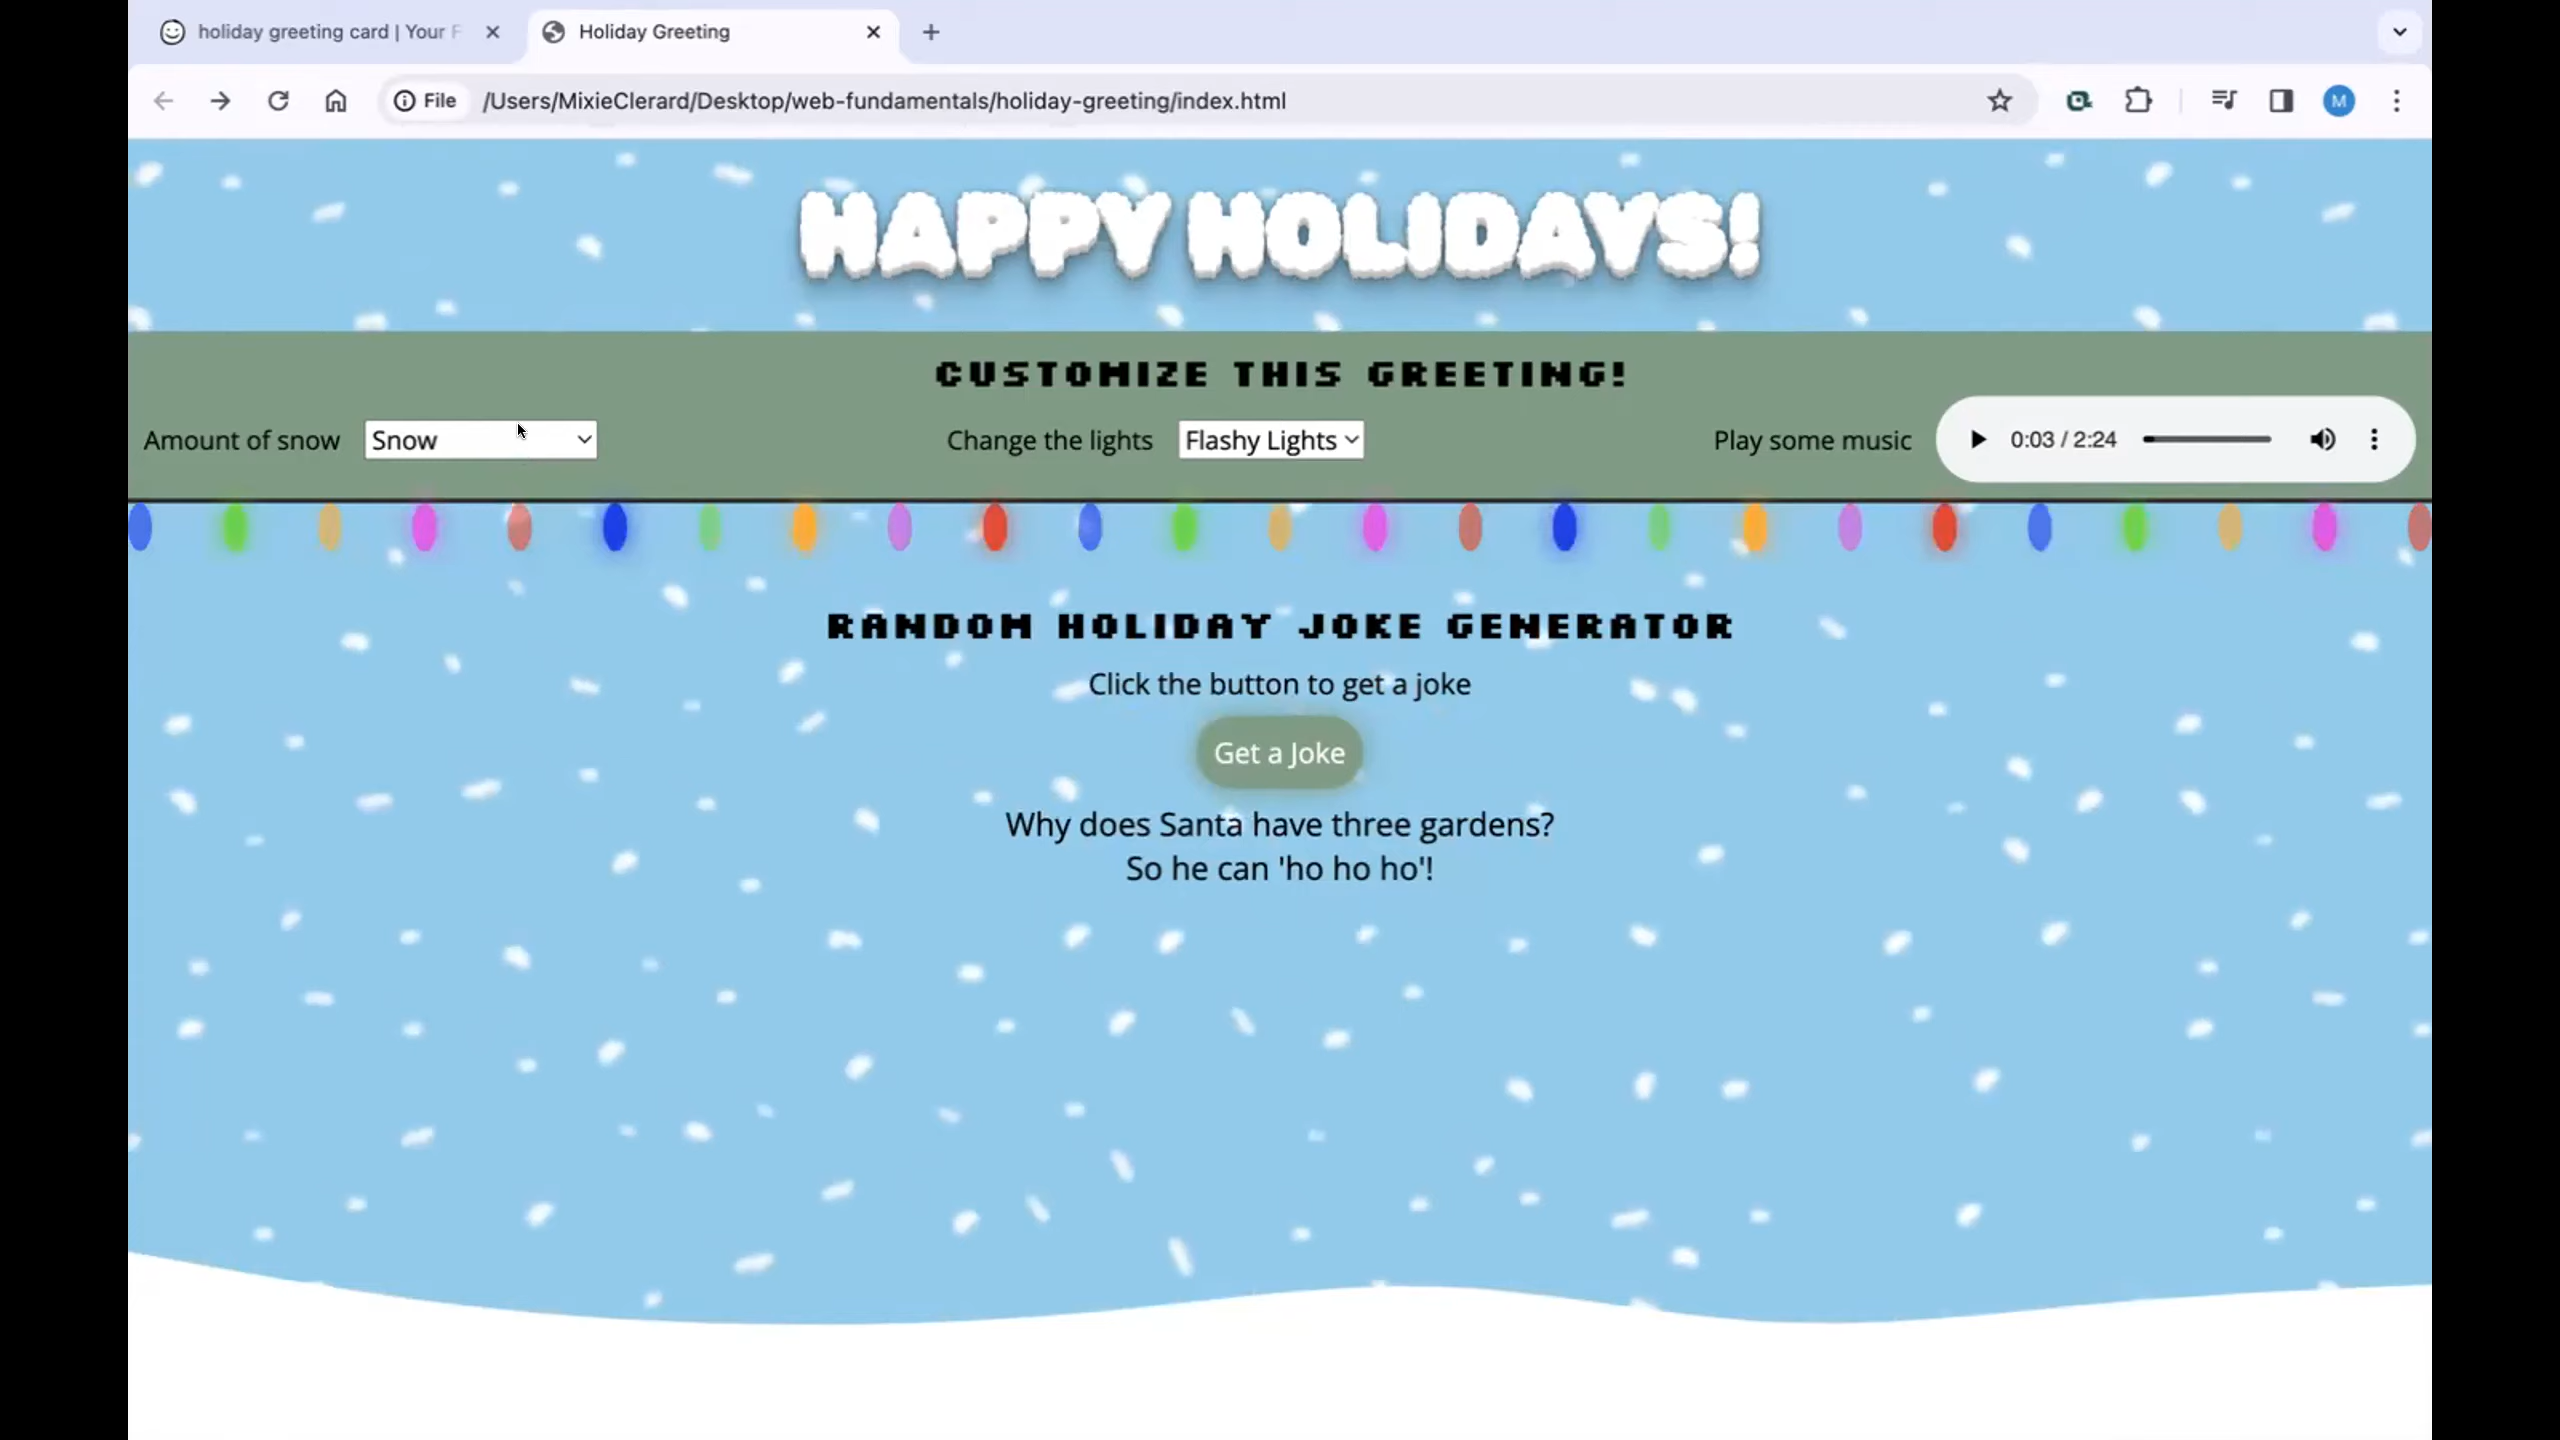 holiday greeting card | Your F
Holiday Greeting
File
/Users/MixieClerard/Desktop/web-fundamentals/holiday-greeting/index.html
M
HAPPY HOLIDAYS!
CUSTOMIZE THIS GREETING!
Amount of snow Snow Change the lights Flashy Lights Play some music 0:03 / 2:24
RANDOM HOLIDAY JOKE GENERATOR
Click the button to get a joke
Get a Joke
Why does Santa have three gardens?
So he can 'ho ho ho'!